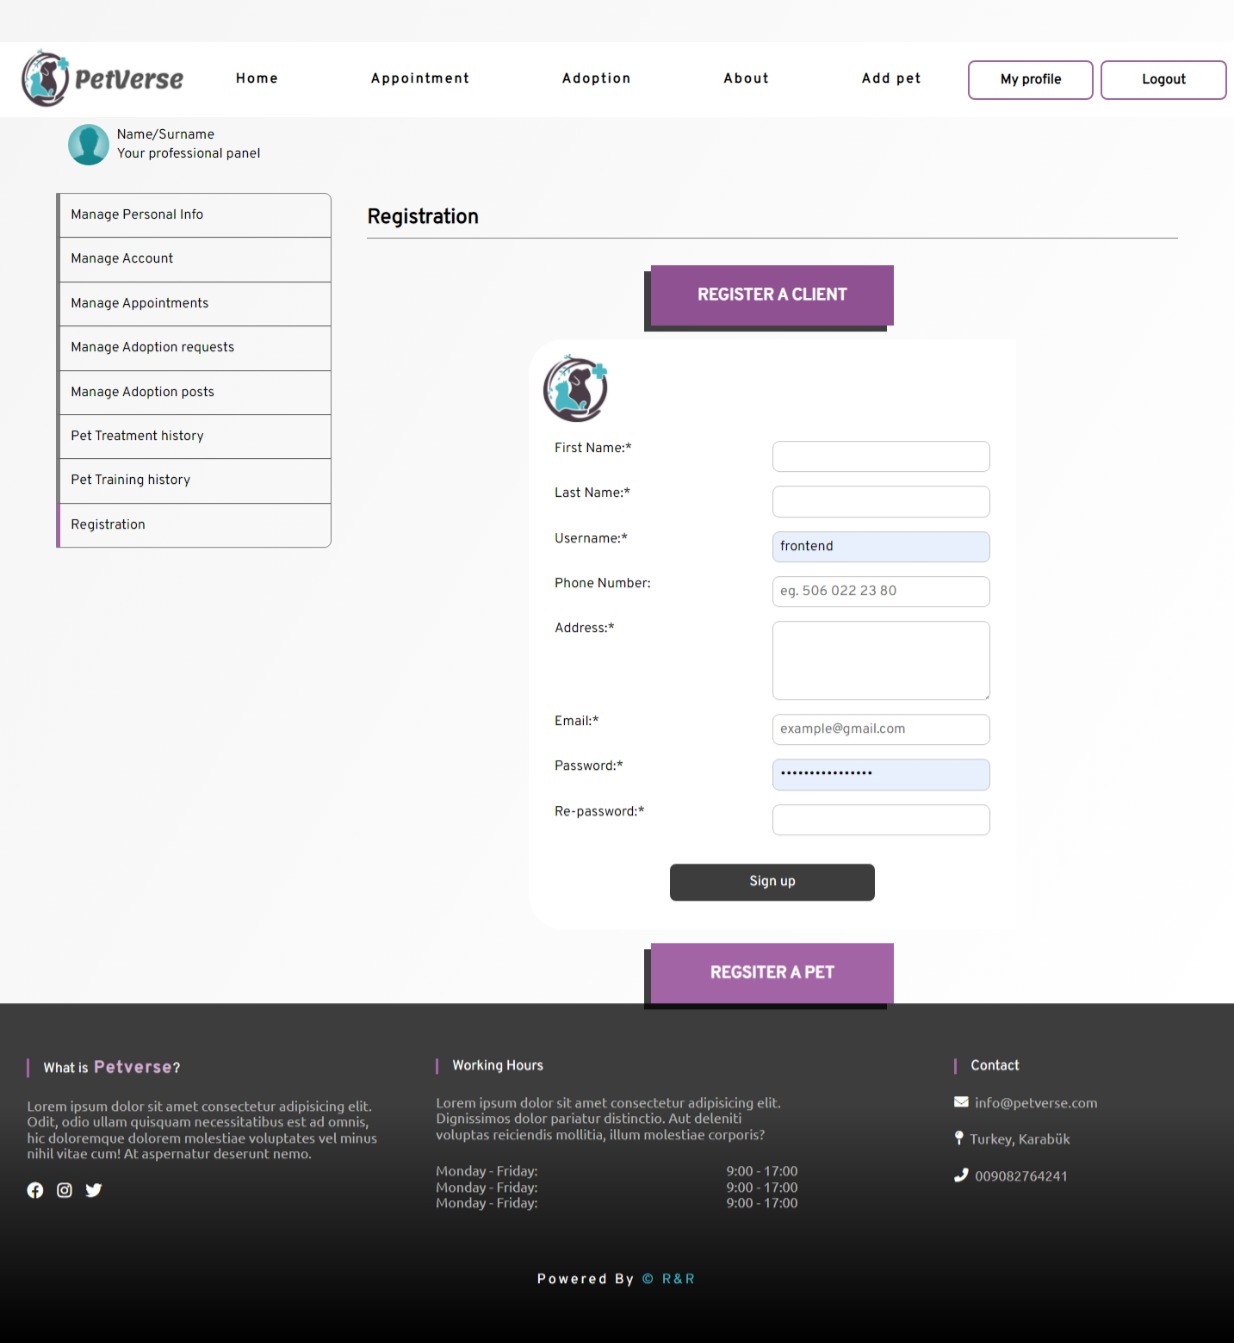 PetVerse
Home
Appointment
Adoption
About
Add pet
My profile
Logout
Name/Surname
Your professional panel
Manage Personal Info
Manage Account
Manage Appointments
Manage Adoption requests
Manage Adoption posts
Pet Treatment history
Pet Training history
Registration
Registration
REGISTER A CLIENT
First Name:*
Last Name:*
Username:*
frontend
Phone Number:
eg. 506 022 23 80
Address:*
Email:*
example@gmail.com
Password:*
••••••••••••••••
Re-password:*
Sign up
REGSITER A PET
What is Petverse?
Lorem ipsum dolor sit amet consectetur adipisicing elit.
Odit, odio ullam quisquam necessitatibus est ad omnis,
hic doloremque dolorem molestiae voluptates vel minus
nihil vitae cum! At aspernatur deserunt nemo.
Working Hours
Lorem ipsum dolor sit amet consectetur adipisicing elit.
Dignissimos dolor pariatur distinctio. Aut deleniti
voluptas reiciendis mollitia, illum molestiae corporis?
Monday - Friday: 9:00 - 17:00
Monday - Friday: 9:00 - 17:00
Monday - Friday: 9:00 - 17:00
Contact
info@petverse.com
Turkey, Karabük
009082764241
Powered By © R&R